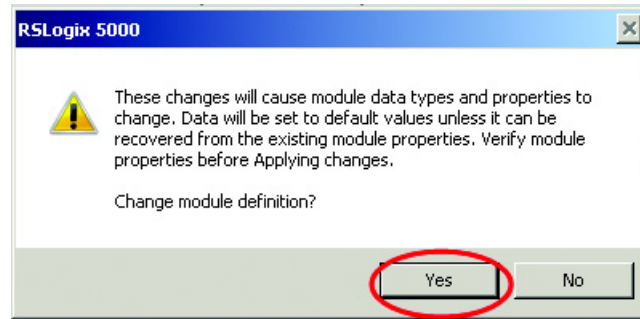 RSLogix 5000
These changes will cause module data types and properties to
change. Data will be set to default values unless it can be
recovered from the existing module properties. Verify module
properties before Applying changes.
Change module definition?
Yes
No